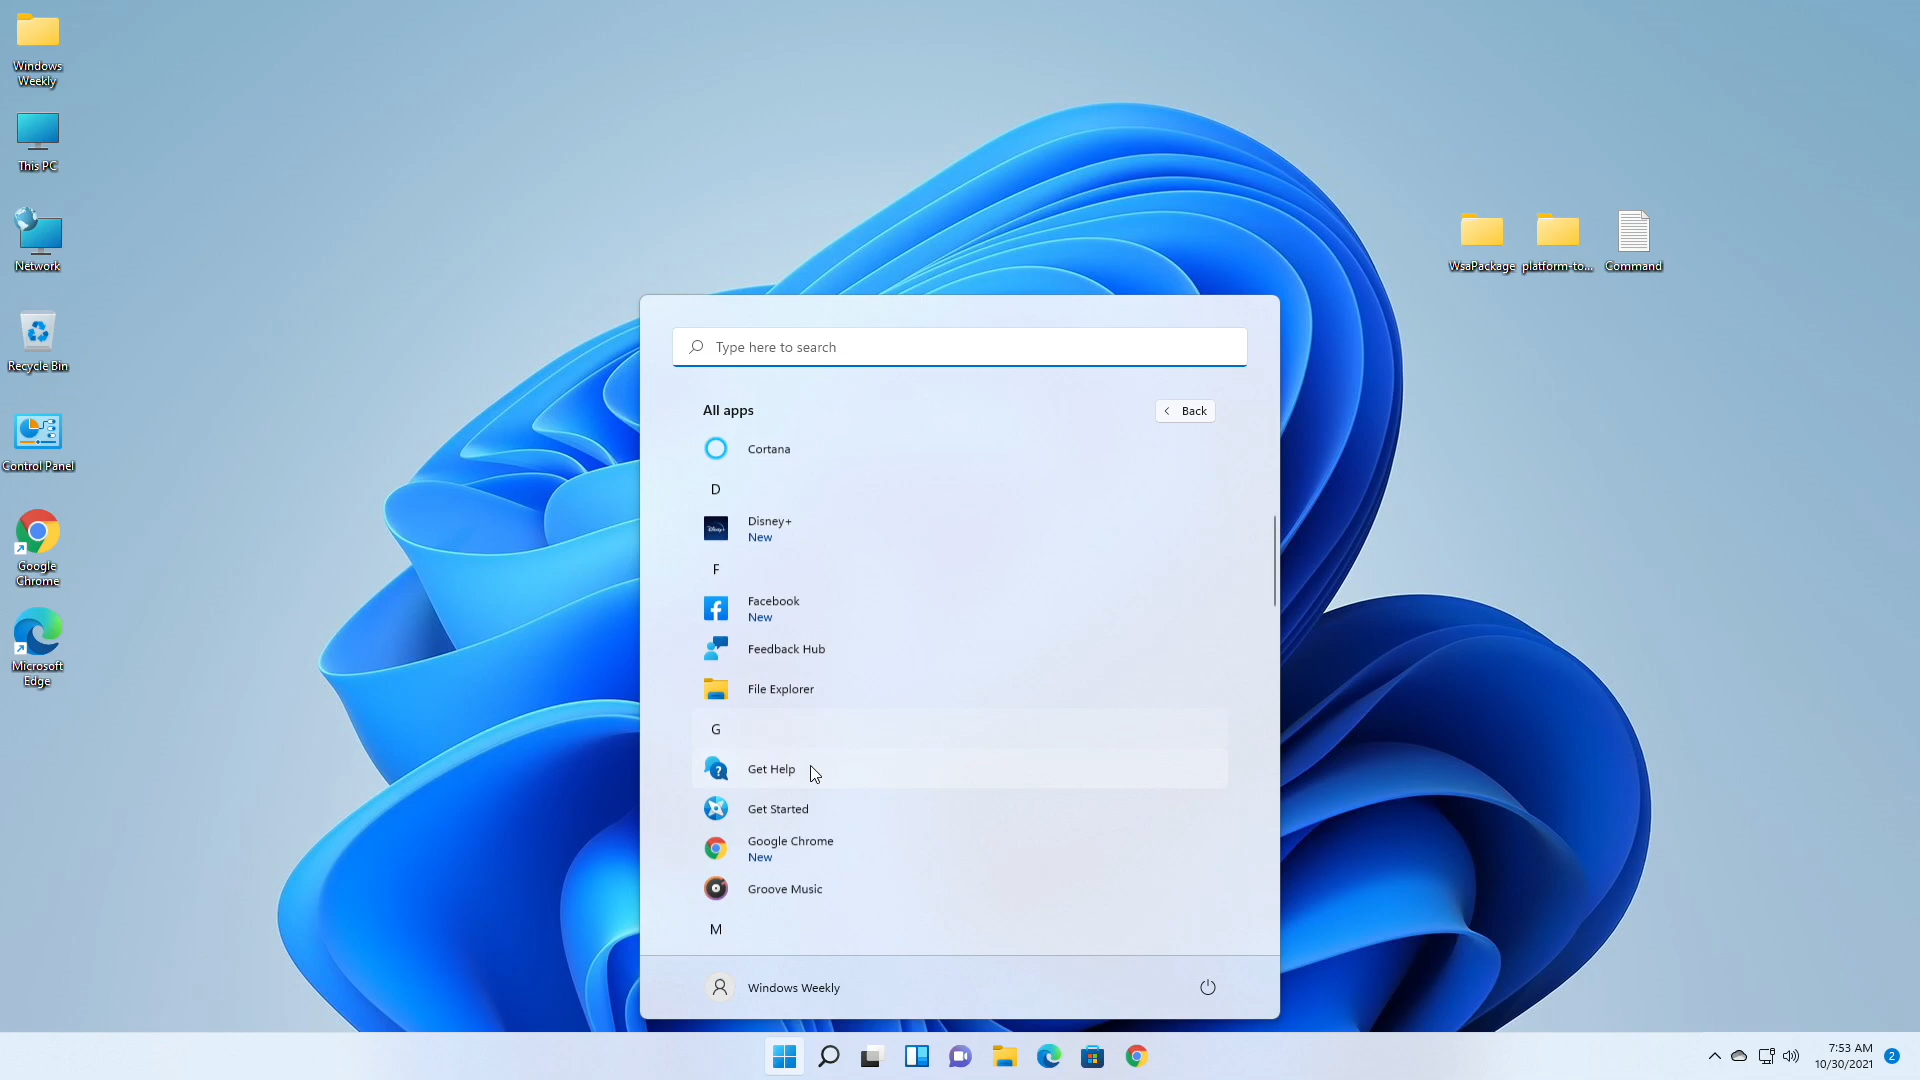 Windows
Weekly
This PC
Network
Recycle Bin
Control Panel
Google
Chrome
Microsoft
Edge
WsaPackage
platform-to...
Command
Type here to search
All apps
Back
Cortana
D
Disney+
Disney+
New
F
Facebook
New
Feedback Hub
File Explorer
G
Get Help
Get Started
Google Chrome
New
Groove Music
M
Windows Weekly
7:53 AM
10/30/2021
2